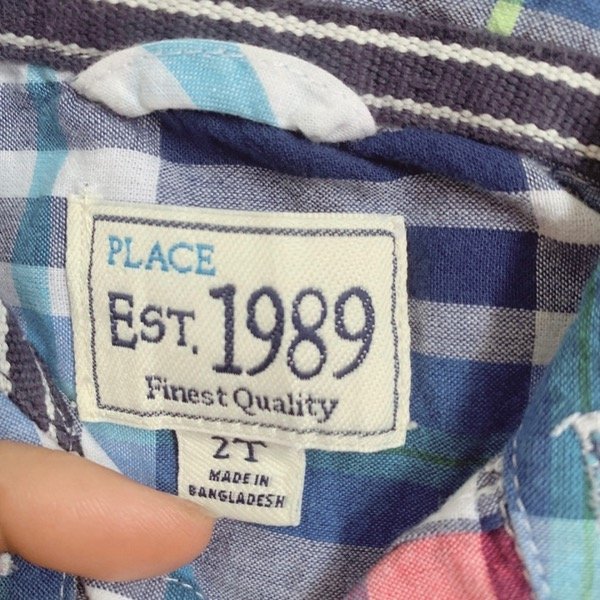 PLACE
EST. 1989
Finest Quality
2T
MADE IN
BANGLADESH